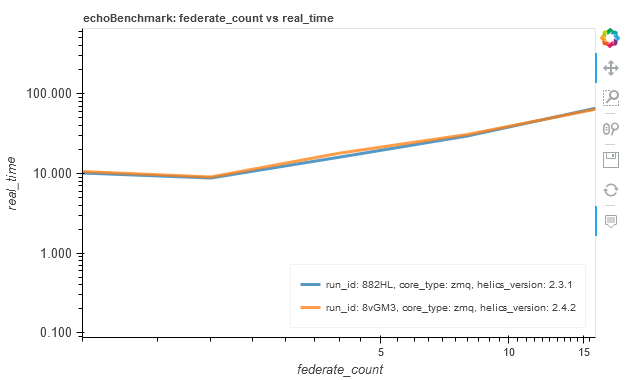 echoBenchmark: federate_count vs real_time
100.000
10.000
1.000
0.100
real_time
5
10
15
federate_count
run_id: 882HL, core_type: zmq, helics_version: 2.3.1
run_id: 8vGM3, core_type: zmq, helics_version: 2.4.2